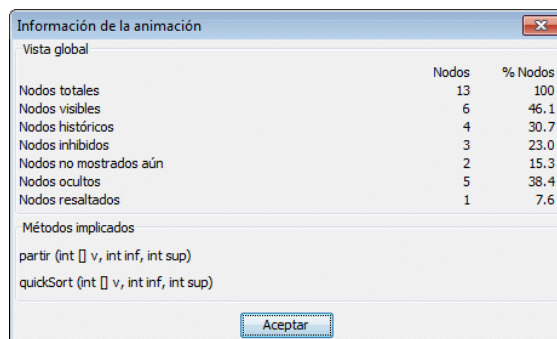 Información de la animación
Vista global
Nodos % Nodos
Nodos totales 13 100
Nodos visibles 6 46.1
Nodos históricos 4 30.7
Nodos inhibidos 3 23.0
Nodos no mostrados aún 2 15.3
Nodos ocultos 5 38.4
Nodos resaltados 1 7.6
Métodos implicados
partir (int [] v, int inf, int sup)
quickSort (int [] v, int inf, int sup)
Aceptar